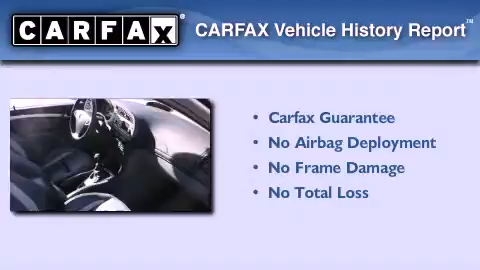 CARFAX® CARFAX Vehicle History Report™
• Carfax Guarantee
• No Airbag Deployment
• No Frame Damage
• No Total Loss